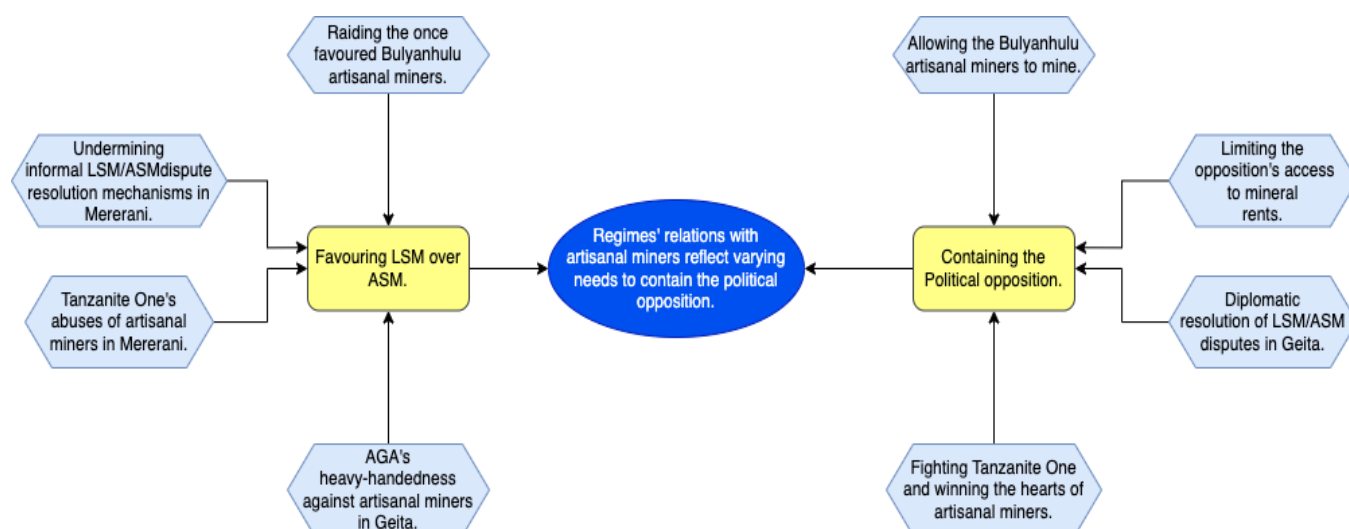 Raiding the once
favoured Bulyanhulu
artisanal miners.
Allowing the Bulyanhulu
artisanal miners to mine.
Undermining
informal LSM/ASMdispute
resolution mechanisms in
Mererani.
Limiting the
opposition's access
to mineral
rents.
Favouring LSM over
ASM.
Regimes' relations with
artisanal miners reflect varying
needs to contain the political
opposition.
Containing the
Political opposition.
Tanzanite One's
abuses of artisanal
miners in Mererani.
Diplomatic
resolution of LSM/ASM
disputes in Geita.
AGA's
heavy-handedness
against artisanal miners
in Geita.
Fighting Tanzanite One
and winning the hearts of
artisanal miners.